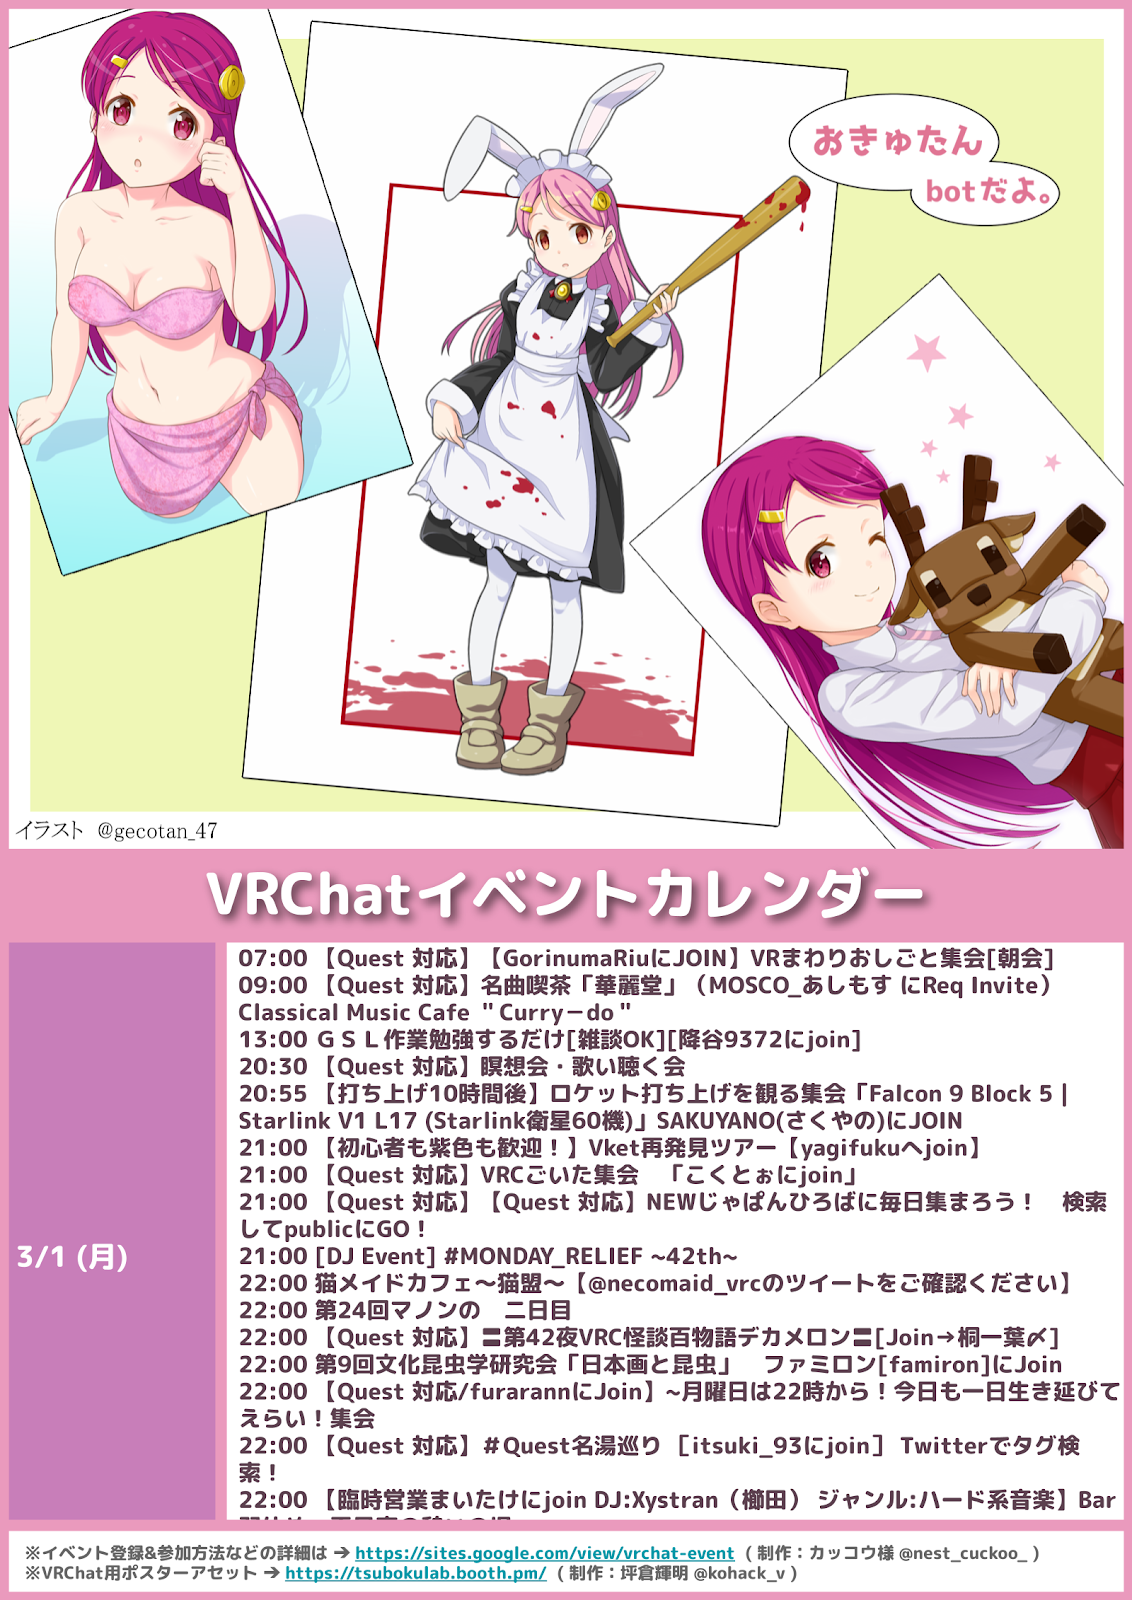 おきゅたん
botだよ。
イラスト @gecotan_47
VRChatイベントカレンダー
3/1 (月)
07:00 【Quest 対応】【GorinumaRiuにJOIN】VRまわりおしごと集会[朝会]
09:00 【Quest 対応】名曲喫茶「華麗堂」（MOSCO_あしもす にReq Invite）
Classical Music Cafe ＂Curryーdo＂
13:00 ＧＳＬ作業勉強するだけ[雑談OK][降谷9372にjoin]
20:30 【Quest 対応】瞑想会・歌い聴く会
20:55 【打ち上げ10時間後】ロケット打ち上げを観る集会「Falcon 9 Block 5 |
Starlink V1 L17 (Starlink衛星60機)」SAKUYANO(さくやの)にJOIN
21:00 【初心者も紫色も歓迎！】Vket再発見ツアー【yagifukuへjoin】
21:00 【Quest 対応】VRCごいた集会　「こくとぉにjoin」
21:00 【Quest 対応】【Quest 対応】NEWじゃぱんひろばに毎日集まろう！　検索
してpublicにGO！
21:00 [DJ Event] #MONDAY_RELIEF ~42th~
22:00 猫メイドカフェ～猫盟～【@necomaid_vrcのツイートをご確認ください】
22:00 第24回マノンの　二日目
22:00 【Quest 対応】〓第42夜VRC怪談百物語デカメロン〓[Join→桐一葉〆]
22:00 第9回文化昆虫学研究会「日本画と昆虫」　ファミロン[famiron]にJoin
22:00 【Quest 対応/furarannにJoin】~月曜日は22時から！今日も一日生き延びて
えらい！集会
22:00 【Quest 対応】＃Quest名湯巡り ［itsuki_93にjoin］ Twitterでタグ検
索！
22:00 【臨時営業まいたけにjoin DJ:Xystran（櫛田） ジャンル:ハード系音楽】Bar
※イベント登録&参加方法などの詳細は → https://sites.google.com/view/vrchat-event ( 制作：カッコウ様 @nest_cuckoo_ )
※VRChat用ポスターアセット → https://tsubokulab.booth.pm/ ( 制作：坪倉輝明 @kohack_v )